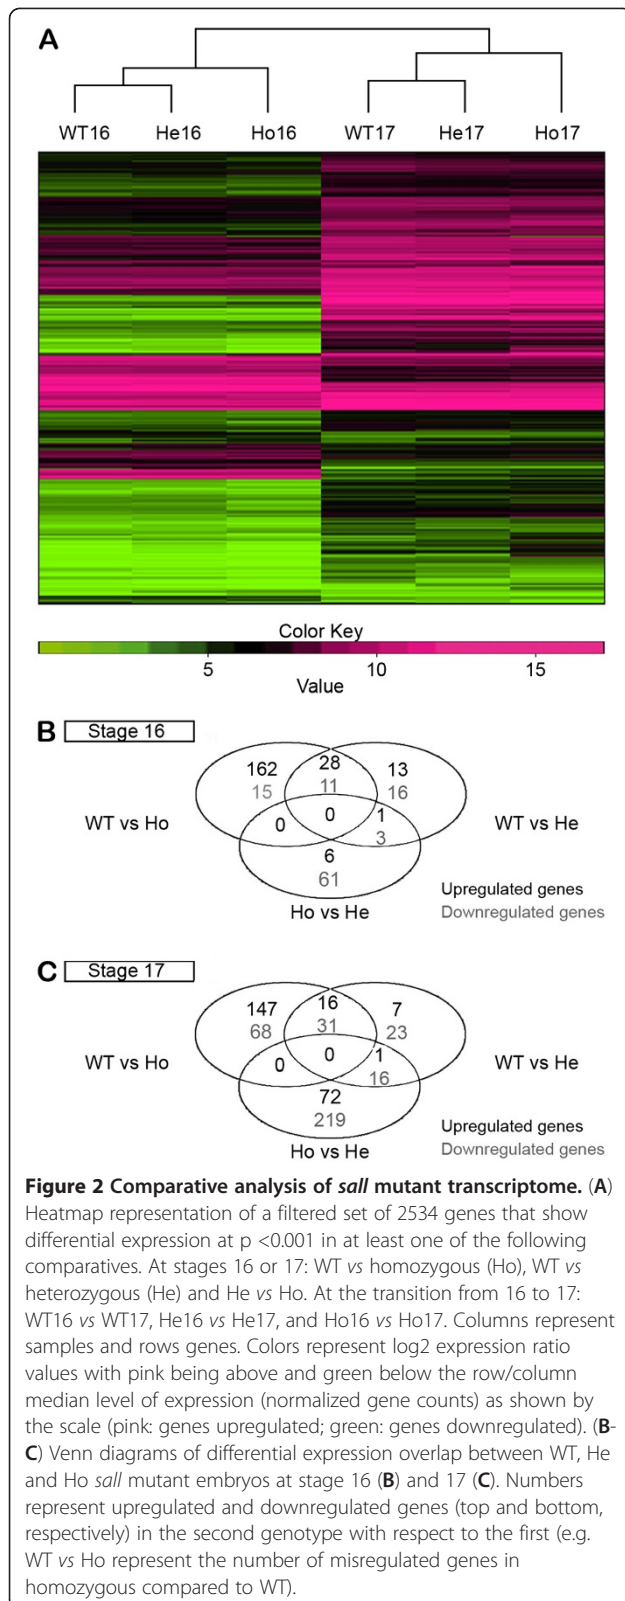 A
WT16 He16 Ho16 WT17 He17 Ho17
Color Key
5 10 15
Value
B Stage 16
162 28 13
15 11 16
0 0 1
3
WT vs Ho WT vs He
6
61
Ho vs He
Upregulated genes
Downregulated genes
C Stage 17
147 16 7
68 31 23
0 0 1
16
WT vs Ho WT vs He
72
219
Ho vs He
Upregulated genes
Downregulated genes
Figure 2 Comparative analysis of sall mutant transcriptome. (A)
Heatmap representation of a filtered set of 2534 genes that show
differential expression at p <0.001 in at least one of the following
comparatives. At stages 16 or 17: WT vs homozygous (Ho), WT vs
heterozygous (He) and He vs Ho. At the transition from 16 to 17:
WT16 vs WT17, He16 vs He17, and Ho16 vs Ho17. Columns represent
samples and rows genes. Colors represent log2 expression ratio
values with pink being above and green below the row/column
median level of expression (normalized gene counts) as shown by
the scale (pink: genes upregulated; green: genes downregulated). (B-
C) Venn diagrams of differential expression overlap between WT, He
and Ho sall mutant embryos at stage 16 (B) and 17 (C). Numbers
represent upregulated and downregulated genes (top and bottom,
respectively) in the second genotype with respect to the first (e.g.
WT vs Ho represent the number of misregulated genes in
homozygous compared to WT).